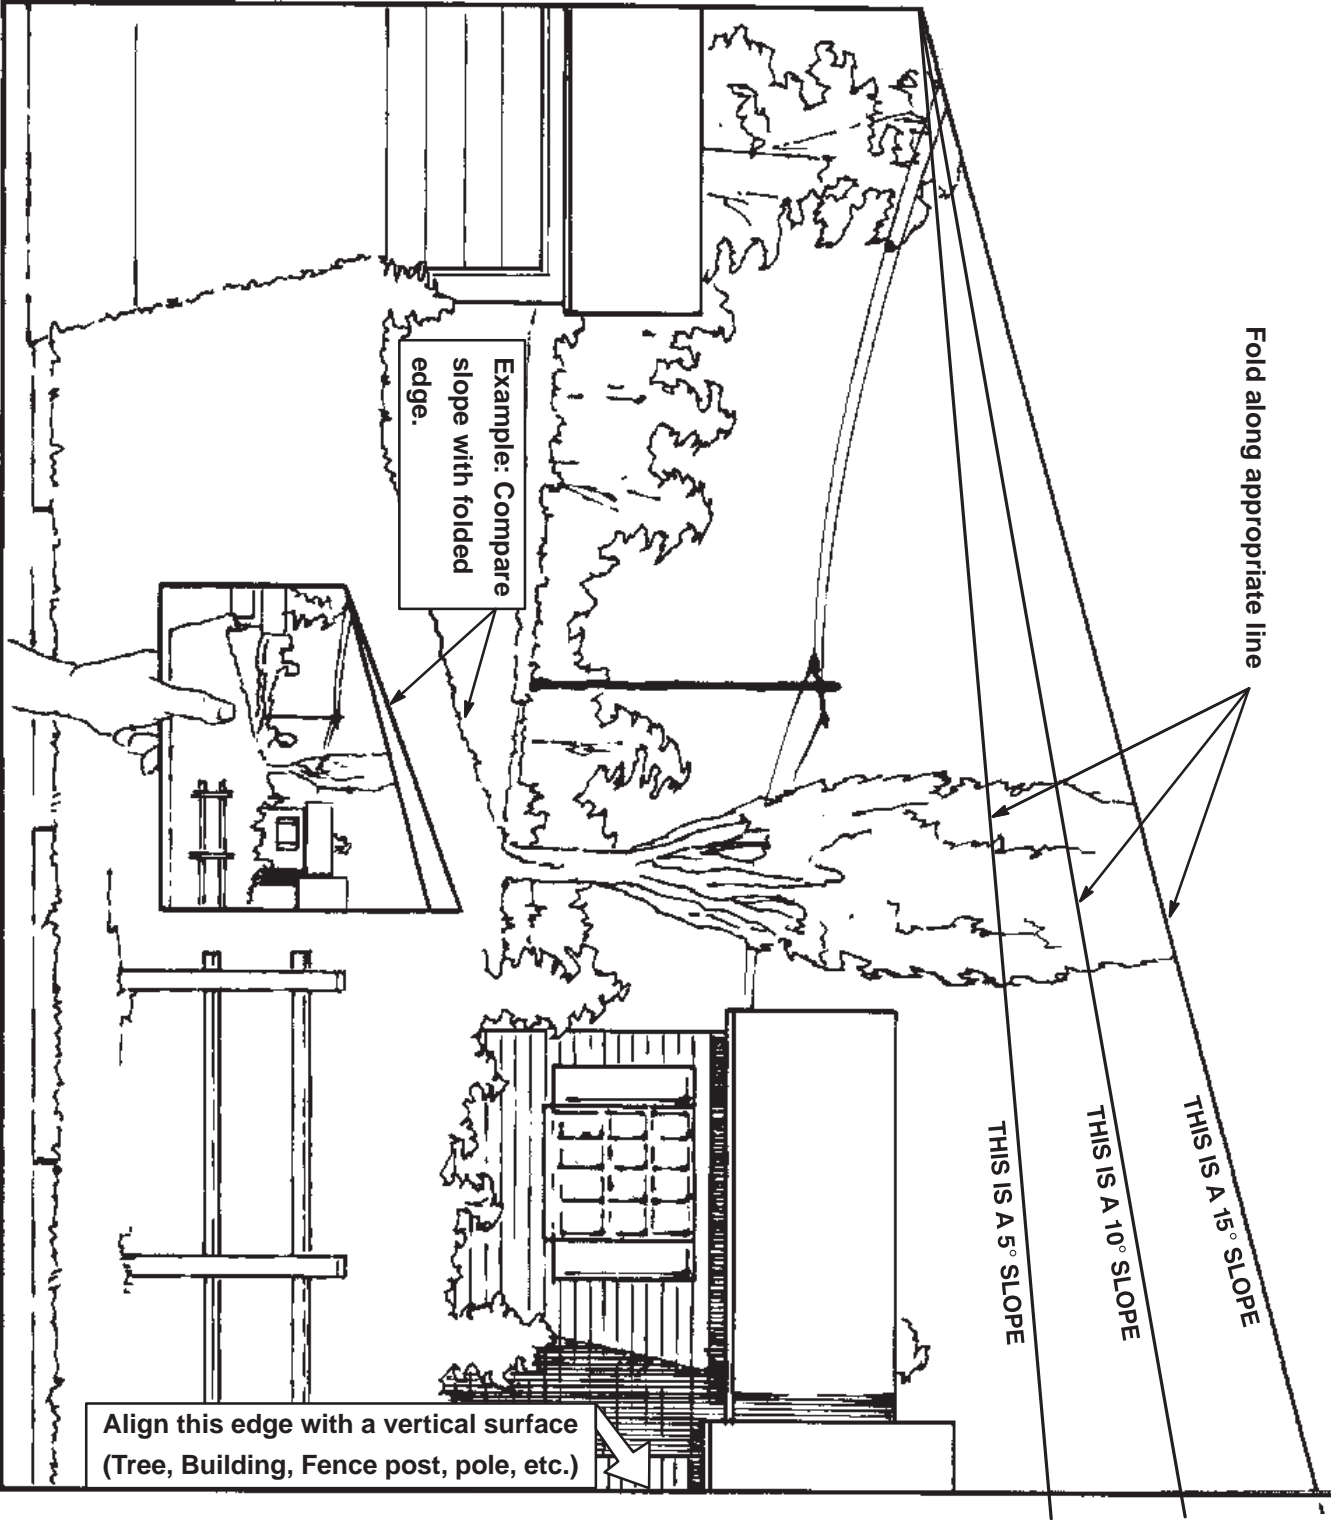 Fold along appropriate line
THIS IS A 15° SLOPE
THIS IS A 10° SLOPE
THIS IS A 5° SLOPE
Example: Compare
slope with folded
edge.
Align this edge with a vertical surface
(Tree, Building, Fence post, pole, etc.)